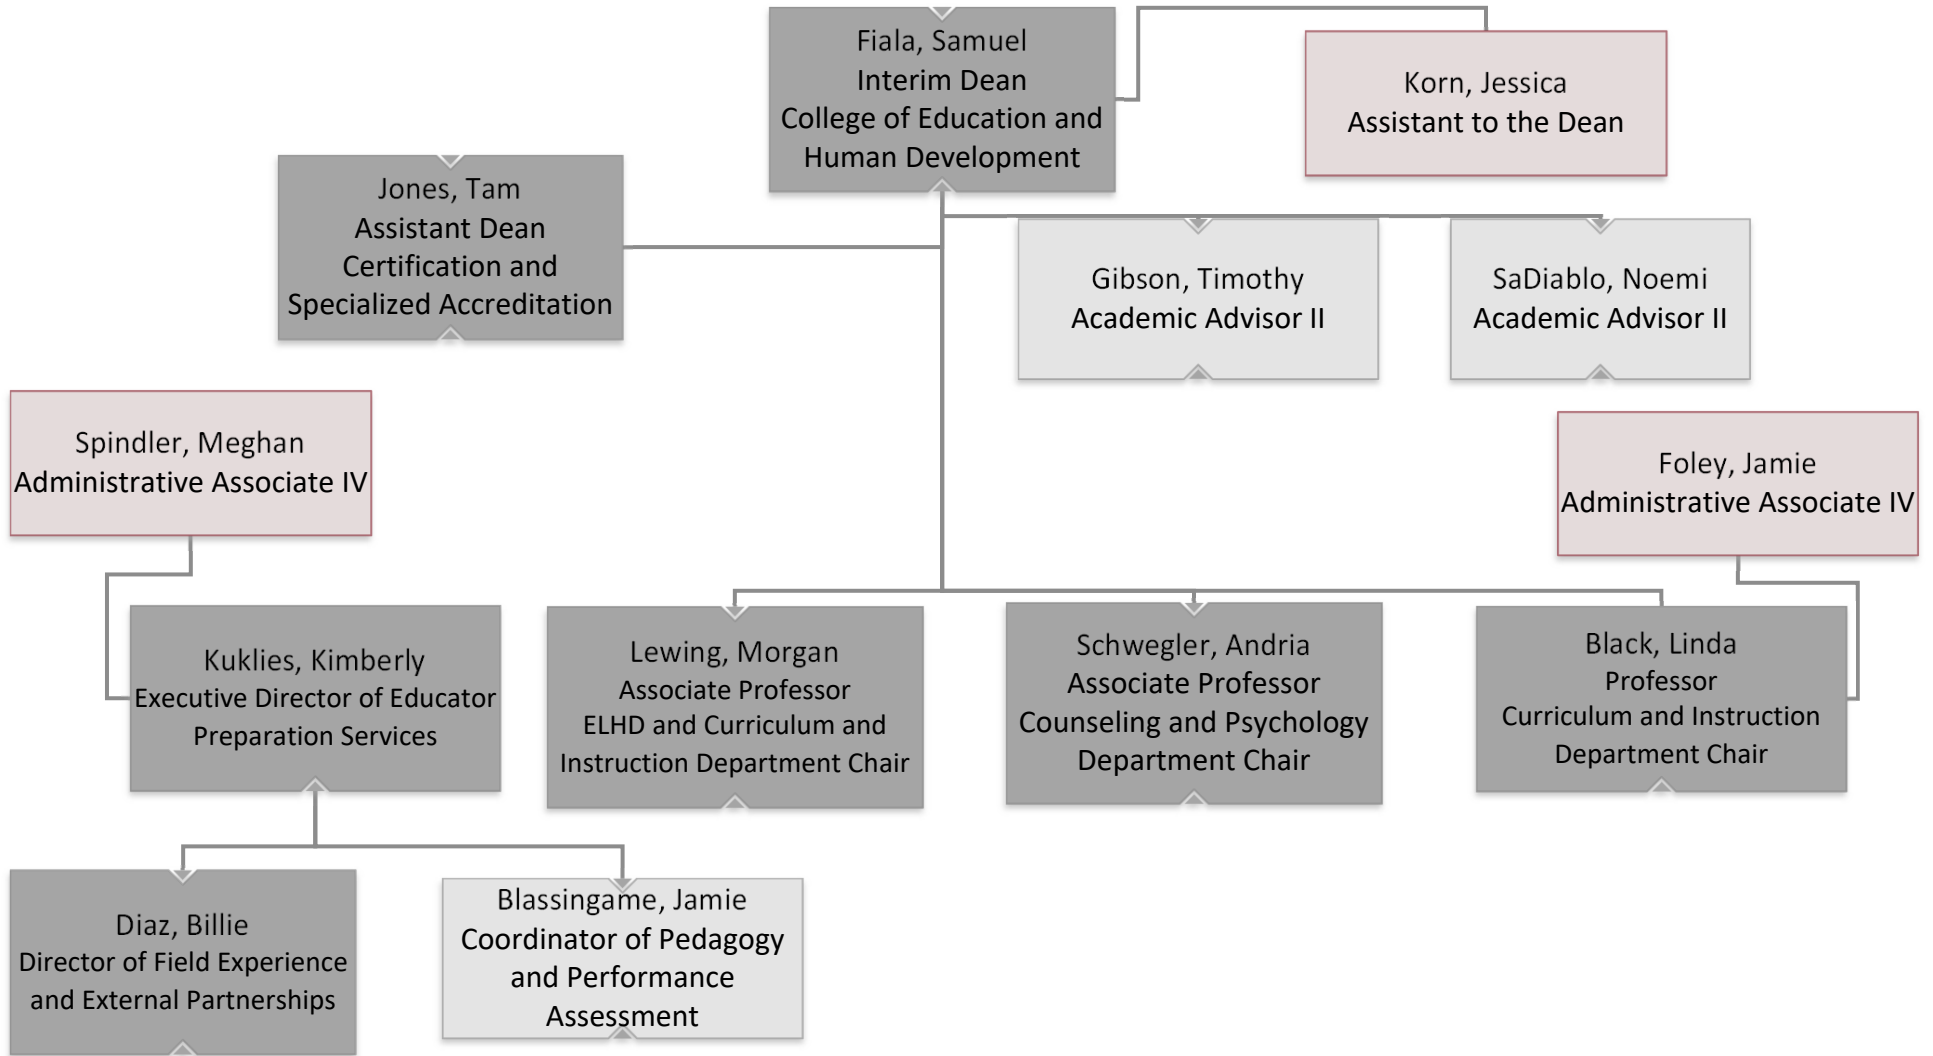 Fiala, Samuel
Interim Dean
College of Education and
Human Development
Korn, Jessica
Assistant to the Dean
Jones, Tam
Assistant Dean
Certification and
Specialized Accreditation
Gibson, Timothy
Academic Advisor II
SaDiablo, Noemi
Academic Advisor II
Spindler, Meghan
Administrative Associate IV
Foley, Jamie
Administrative Associate IV
Kuklies, Kimberly
Executive Director of Educator
Preparation Services
Lewing, Morgan
Associate Professor
ELHD and Curriculum and
Instruction Department Chair
Schwegler, Andria
Associate Professor
Counseling and Psychology
Department Chair
Black, Linda
Professor
Curriculum and Instruction
Department Chair
Diaz, Billie
Director of Field Experience
and External Partnerships
Blassingame, Jamie
Coordinator of Pedagogy
and Performance
Assessment